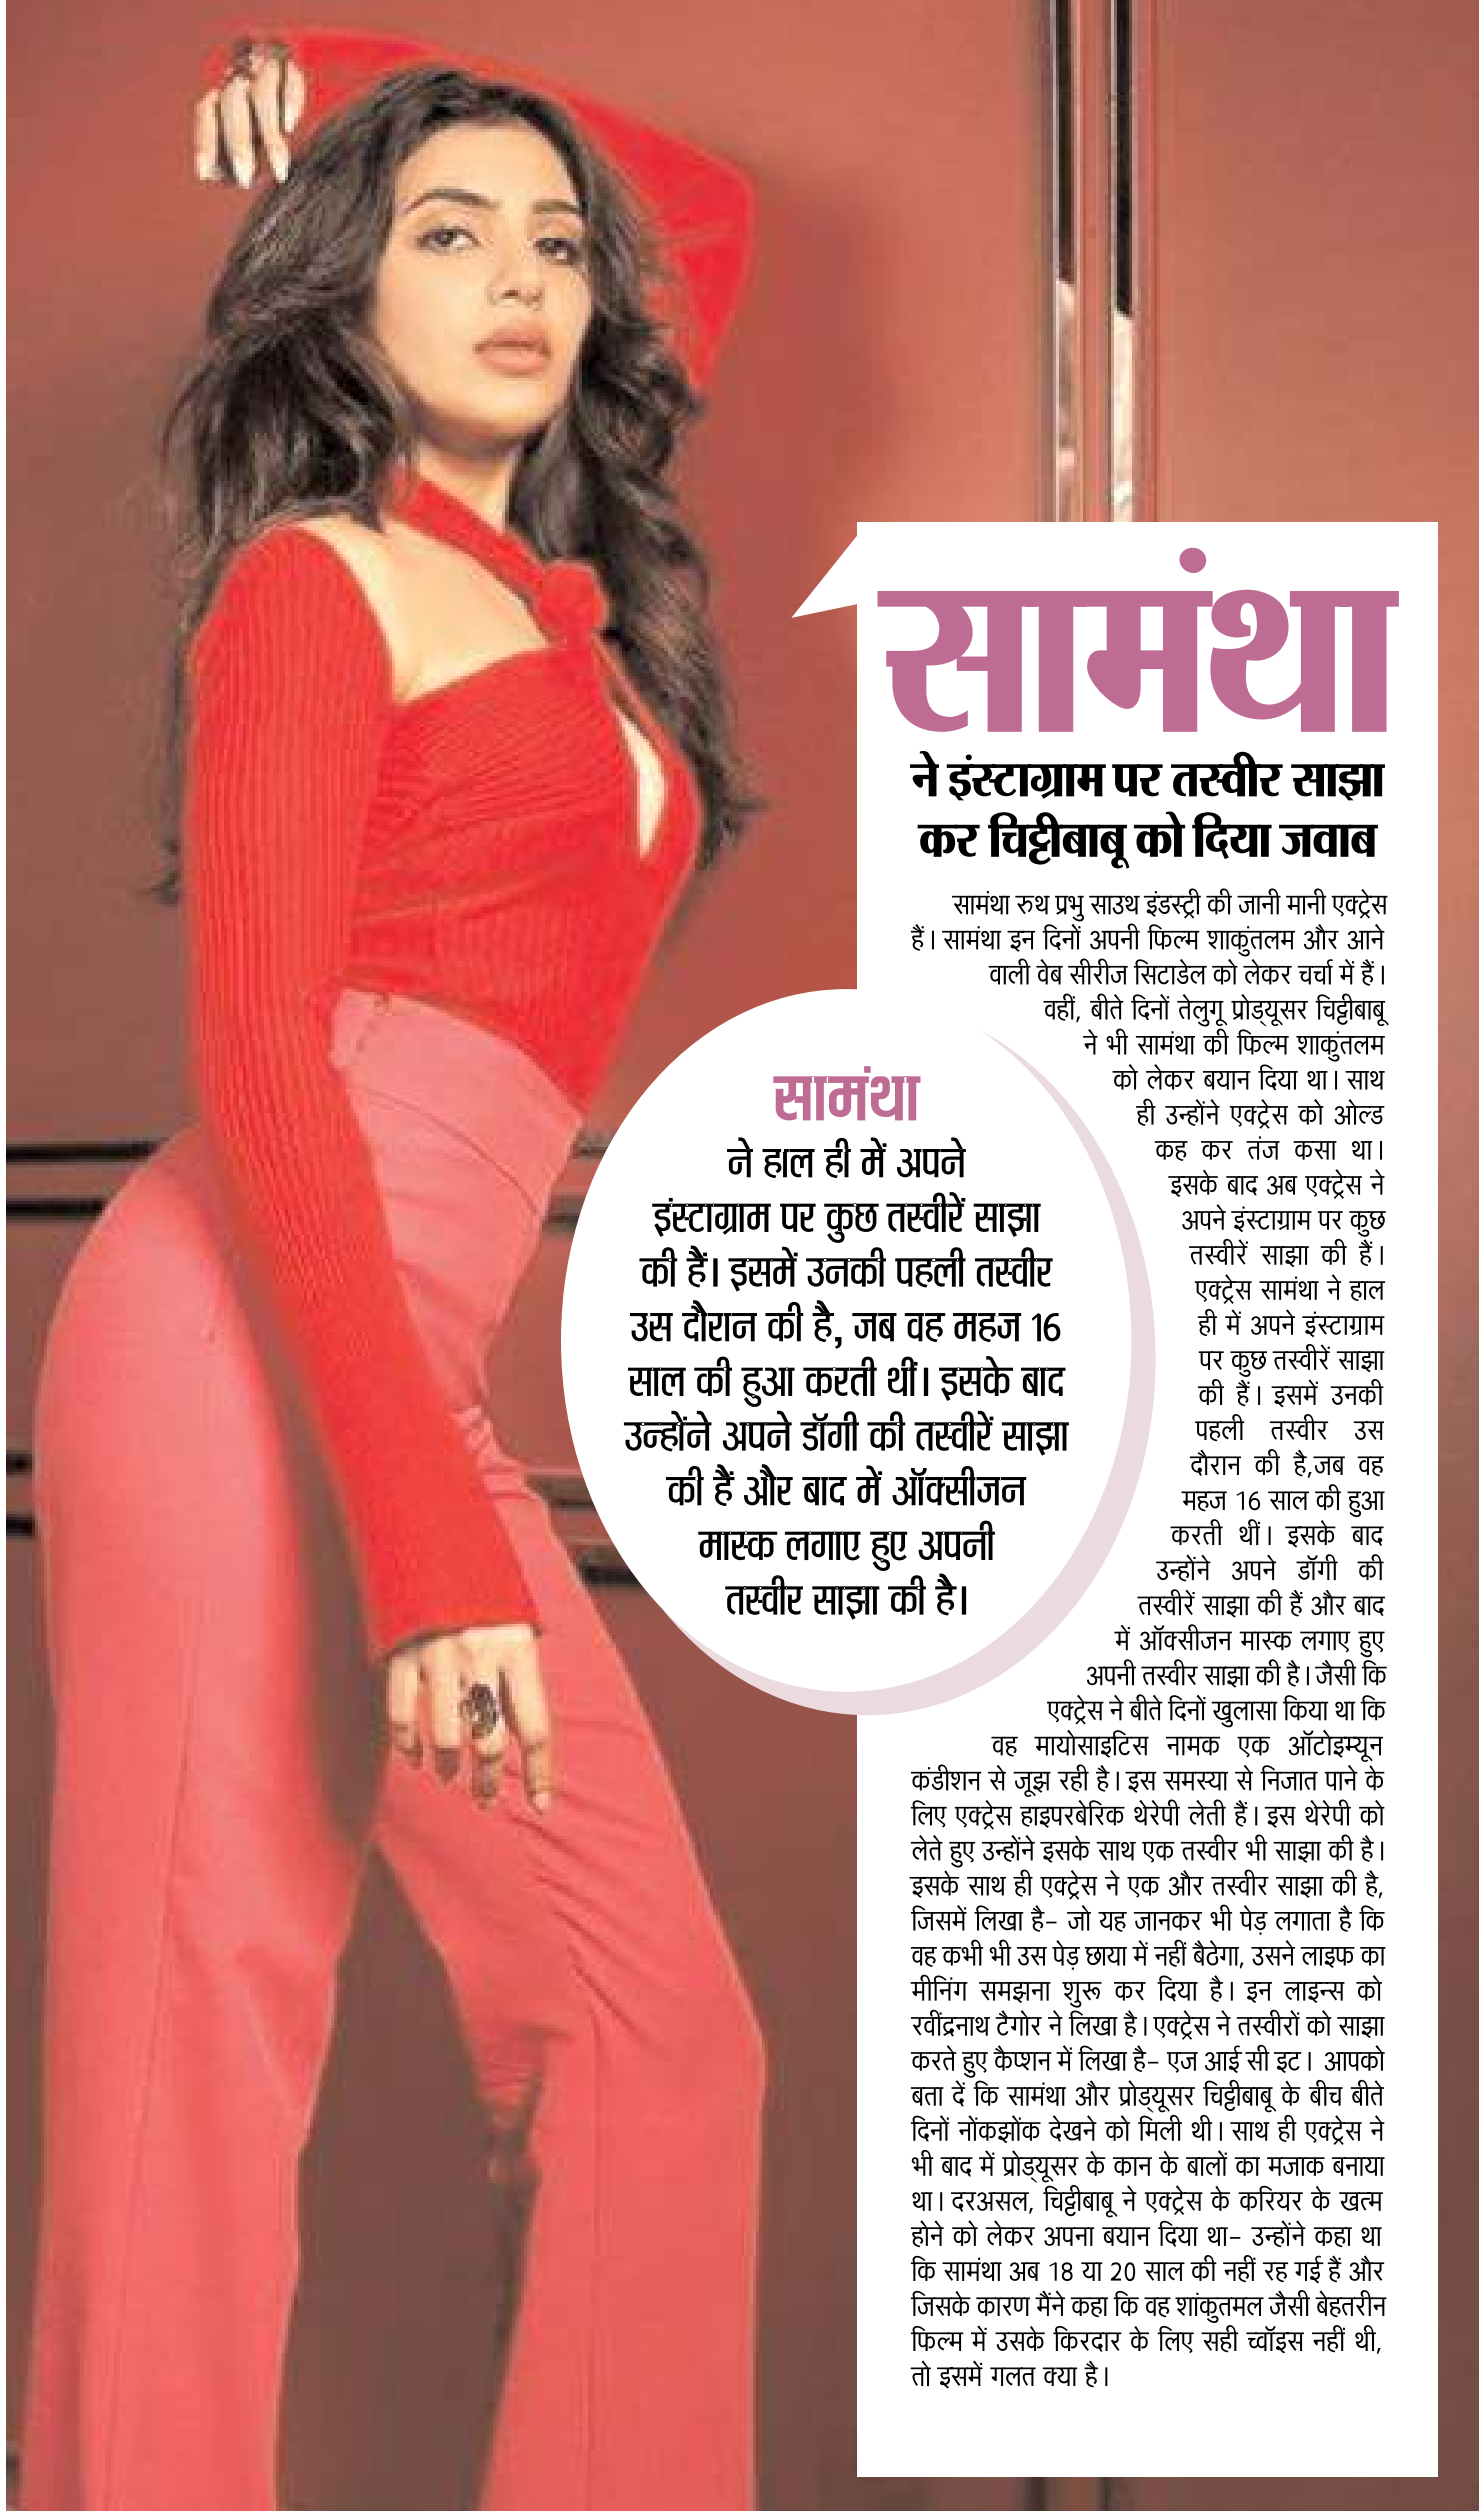 सामंथा
ने इंस्टाग्राम पर तस्वीर साझा
कर चिट्टीबाबू को दिया जवाब
सामंथा रुथ प्रभु साउथ इंडस्ट्री की जानी मानी एक्ट्रेस
हैं। सामंथा इन दिनों अपनी फिल्म शाकुंतलम और आने
वाली वेब सीरीज सिटाडेल को लेकर चर्चा में हैं।
वहीं, बीते दिनों तेलुगू प्रोड्यूसर चिट्टीबाबू
ने भी सामंथा की फिल्म शाकुंतलम
को लेकर बयान दिया था। साथ
ही उन्होंने एक्ट्रेस को ओल्ड
कह कर तंज कसा था।
इसके बाद अब एक्ट्रेस ने
अपने इंस्टाग्राम पर कुछ
तस्वीरें साझा की हैं।
एक्ट्रेस सामंथा ने हाल
ही में अपने इंस्टाग्राम
पर कुछ तस्वीरें साझा
की हैं। इसमें उनकी
पहली तस्वीर उस
दौरान की है,जब वह
महज 16 साल की हुआ
करती थीं। इसके बाद
उन्होंने अपने डॉगी की
तस्वीरें साझा की हैं और बाद
में ऑक्सीजन मास्क लगाए हुए
अपनी तस्वीर साझा की है। जैसी कि
एक्ट्रेस ने बीते दिनों खुलासा किया था कि
वह मायोसाइटिस नामक एक ऑटोइम्यून
कंडीशन से जूझ रही है। इस समस्या से निजात पाने के
लिए एक्ट्रेस हाइपरबेरिक थेरेपी लेती हैं। इस थेरेपी को
लेते हुए उन्होंने इसके साथ एक तस्वीर भी साझा की है।
इसके साथ ही एक्ट्रेस ने एक और तस्वीर साझा की है,
जिसमें लिखा है- जो यह जानकर भी पेड़ लगाता है कि
वह कभी भी उस पेड़ छाया में नहीं बैठेगा, उसने लाइफ का
मीनिंग समझना शुरू कर दिया है। इन लाइन्स को
रवींद्रनाथ टैगोर ने लिखा है। एक्ट्रेस ने तस्वीरों को साझा
करते हुए कैप्शन में लिखा है- एज आई सी इट। आपको
बता दें कि सामंथा और प्रोड्यूसर चिट्टीबाबू के बीच बीते
दिनों नोंकझोंक देखने को मिली थी। साथ ही एक्ट्रेस ने
भी बाद में प्रोड्यूसर के कान के बालों का मजाक बनाया
था। दरअसल, चिट्टीबाबू ने एक्ट्रेस के करियर के खत्म
होने को लेकर अपना बयान दिया था- उन्होंने कहा था
कि सामंथा अब 18 या 20 साल की नहीं रह गई हैं और
जिसके कारण मैंने कहा कि वह शांकुतमल जैसी बेहतरीन
फिल्म में उसके किरदार के लिए सही च्वॉइस नहीं थी,
तो इसमें गलत क्या है।
सामंथा
ने हाल ही में अपने
इंस्टाग्राम पर कुछ तस्वीरें साझा
की हैं। इसमें उनकी पहली तस्वीर
उस दौरान की है, जब वह महज 16
साल की हुआ करती थीं। इसके बाद
उन्होंने अपने डॉगी की तस्वीरें साझा
की हैं और बाद में ऑक्सीजन
मास्क लगाए हुए अपनी
तस्वीर साझा की है।